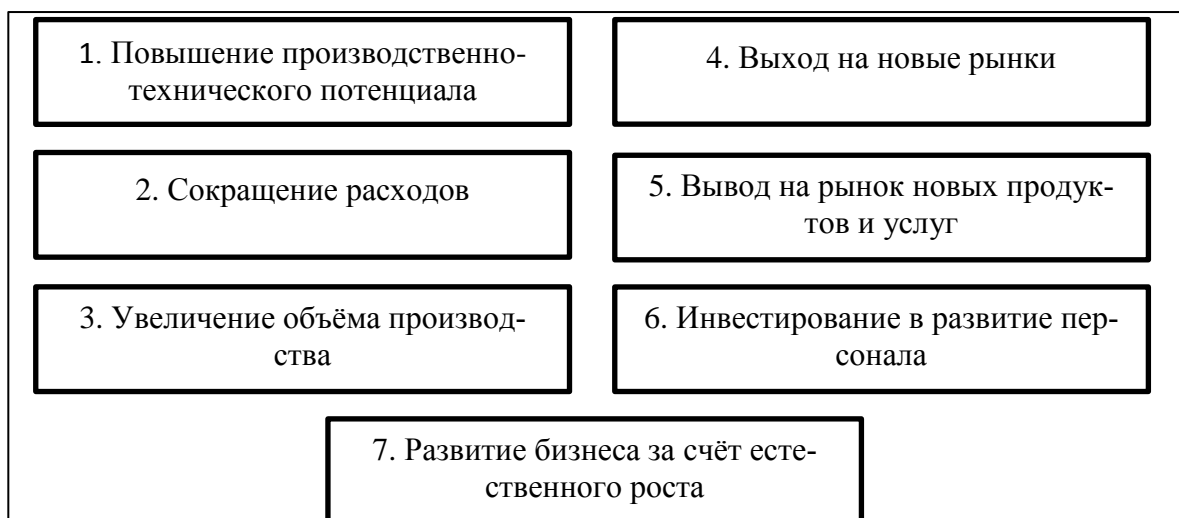 1. Повышение производственно-
технического потенциала
2. Сокращение расходов
3. Увеличение объёма производ-
ства
4. Выход на новые рынки
5. Вывод на рынок новых продук-
тов и услуг
6. Инвестирование в развитие пер-
сонала
7. Развитие бизнеса за счёт есте-
ственного роста